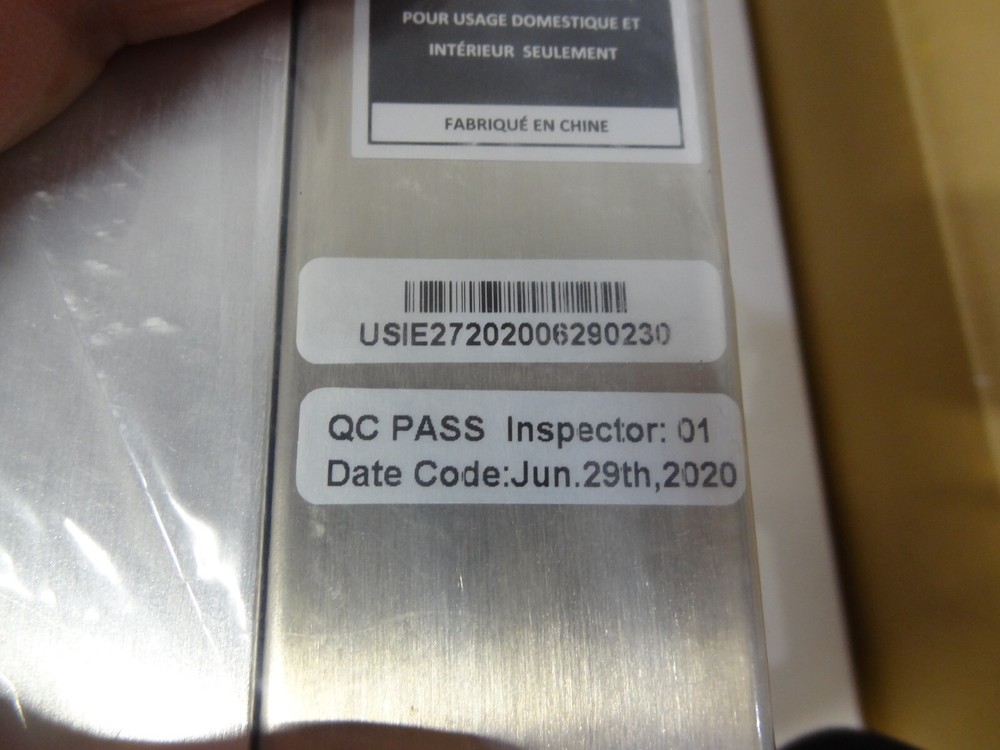 POUR USAGE DOMESTIQUE ET
INTÉRIEUR SEULEMENT
FABRIQUÉ EN CHINE
USIE27202006290230
QC PASS Inspector: 01
Date Code:Jun.29th,2020